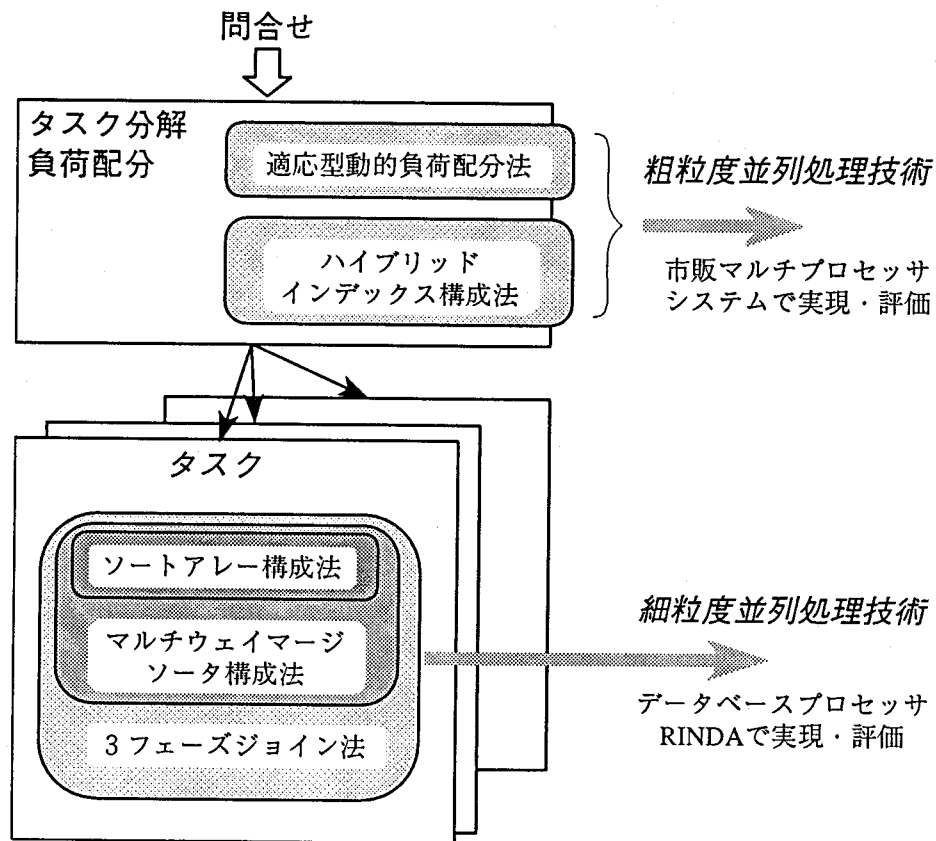 問合せ
タスク分解
負荷配分
適応型動的負荷配分法
ハイブリッド
インデックス構成法
粗粒度並列処理技術
市販マルチプロセッサ
システムで実現・評価
タスク
ソートアレー構成法
マルチウェイマージ
ソータ構成法
3フェーズジョイン法
細粒度並列処理技術
データベースプロセッサ
RINDAで実現・評価